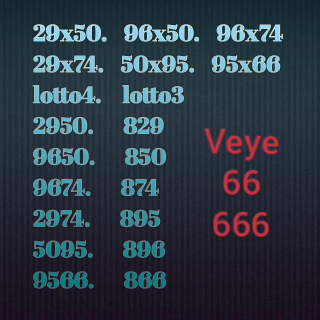 29x50. 96x50. 96x74
29x74. 50x95. 95x66
lotto4. lotto3
2950. 829
9650. 850
9674. 874
2974. 895
5095. 896
9566. 866
Veye
66
666